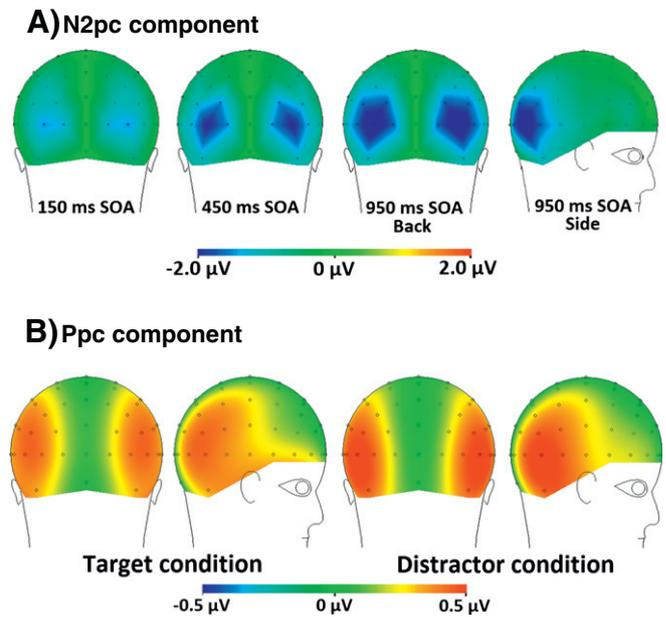 A) N2pc component
150 ms SOA
450 ms SOA
950 ms SOA
Back
950 ms SOA
Side
-2.0 µV
0 µV
2.0 µV
B) Ppc component
Target condition
Distractor condition
-0.5 µV
0 µV
0.5 µV